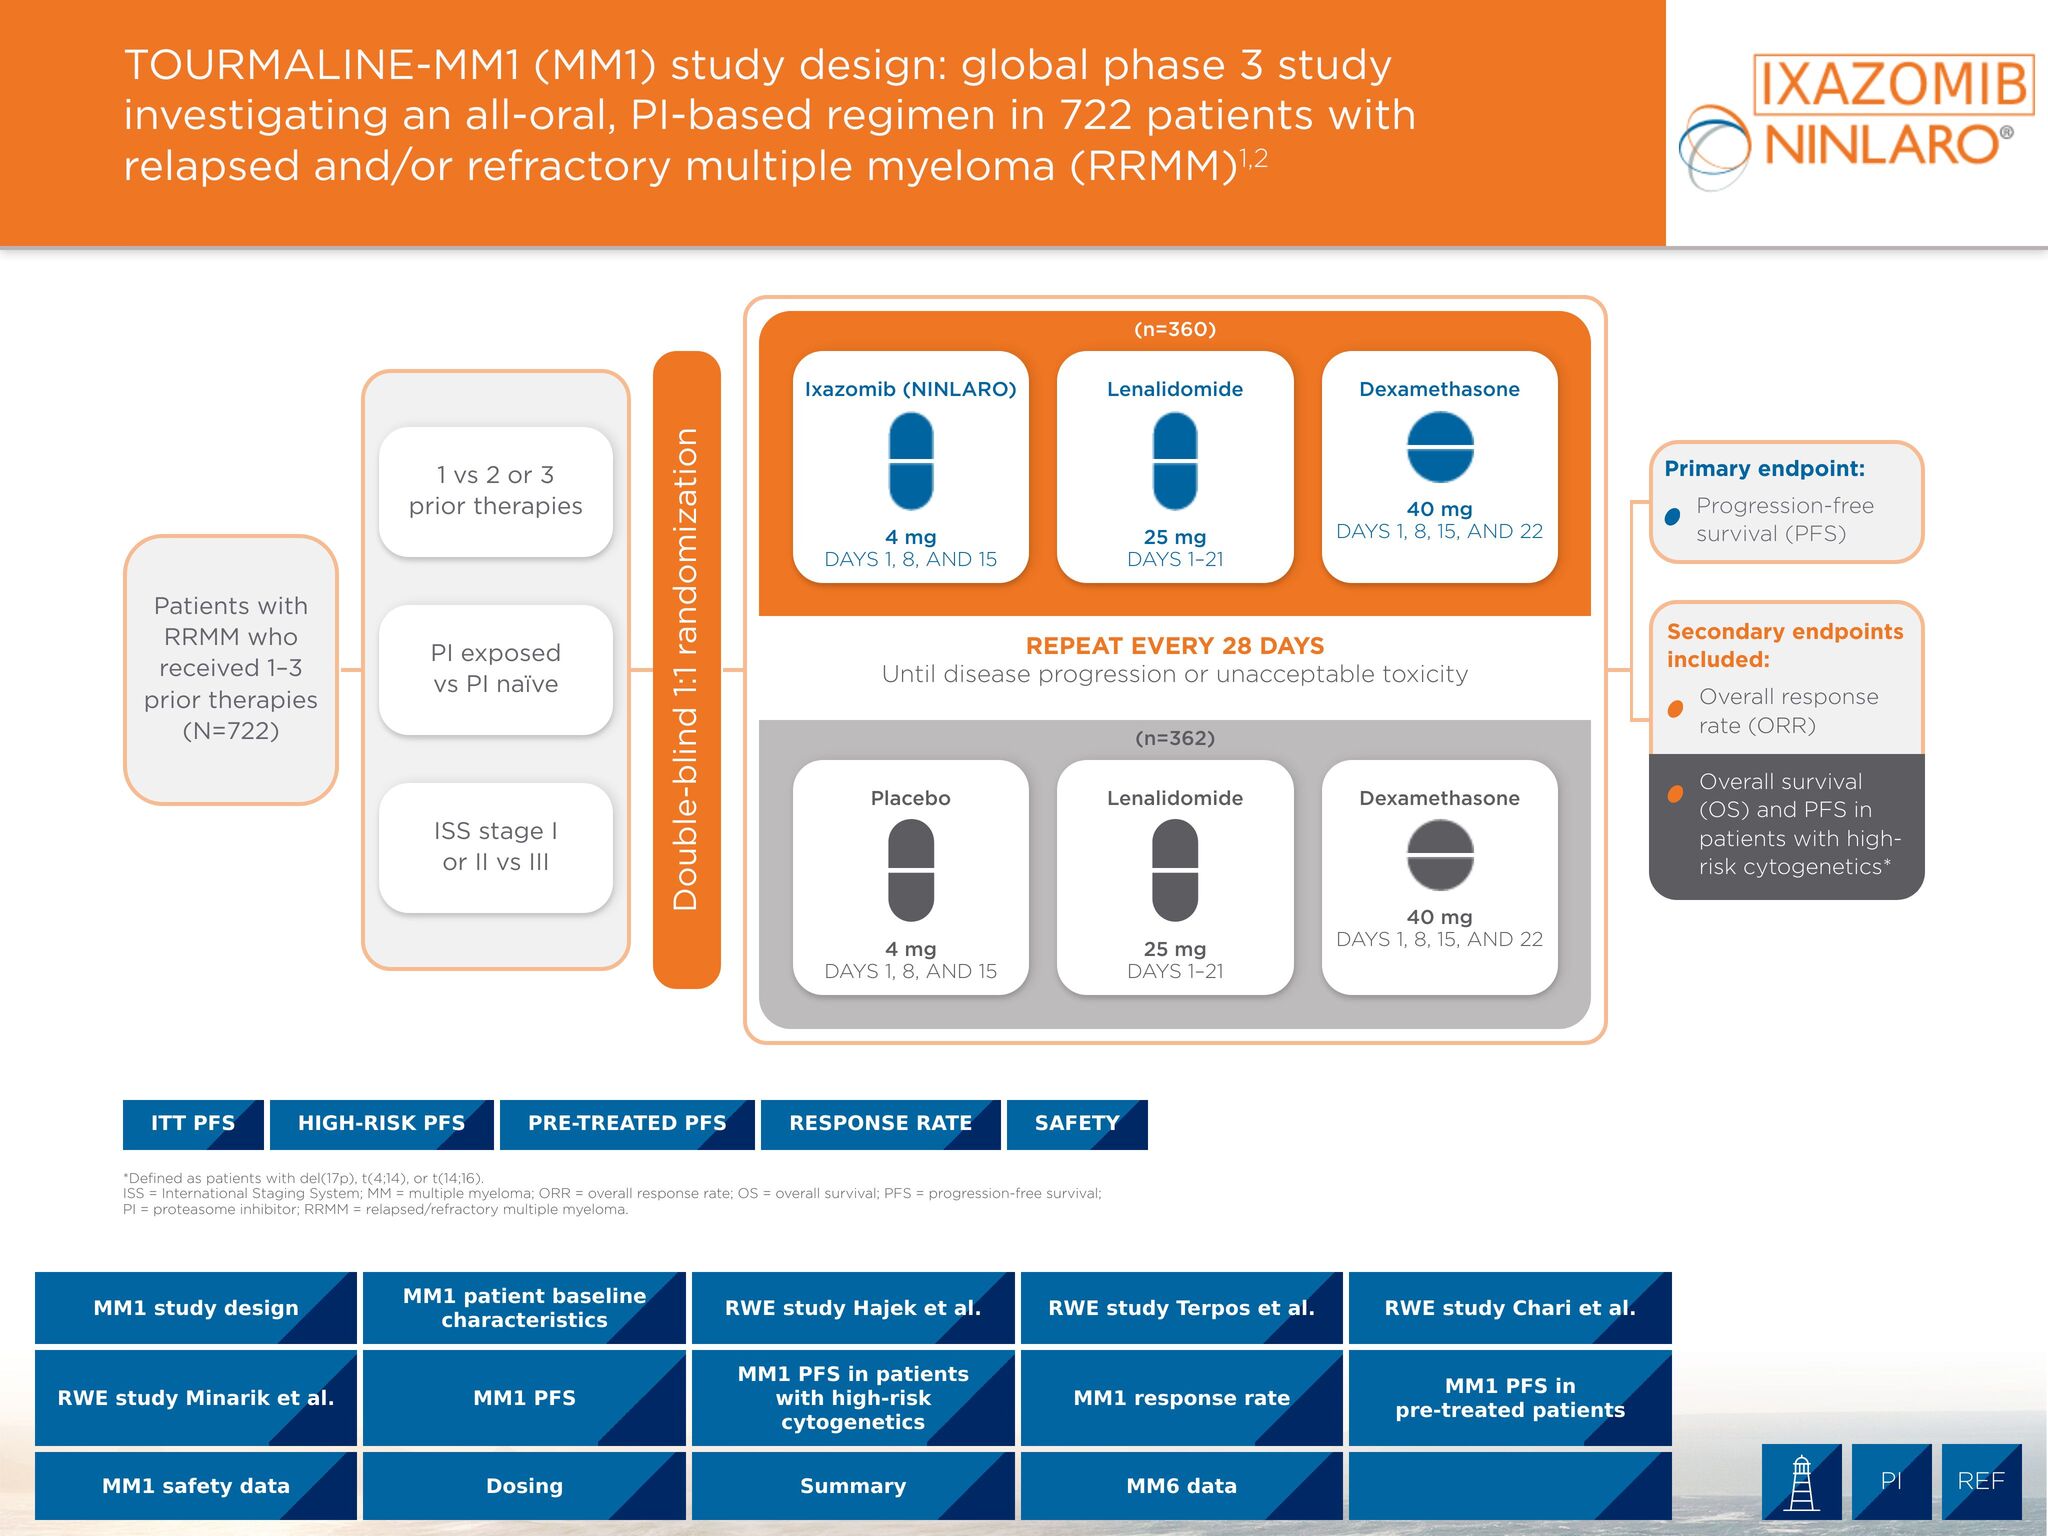 TOURMALINE-MM1 (MM1) study design: global phase 3 study
investigating an all-oral, PI-based regimen in 722 patients with
relapsed and/or refractory multiple myeloma (RRMM)1,2
IXAZOMIB
NINLARO®
Patients with
RRMM who
received 1–3
prior therapies
(N=722)
1 vs 2 or 3
prior therapies
PI exposed
vs PI naïve
ISS stage I
or II vs III
Double-blind 1:1 randomization
(n=360)
Ixazomib (NINLARO)
4 mg
DAYS 1, 8, AND 15
Lenalidomide
25 mg
DAYS 1–21
Dexamethasone
40 mg
DAYS 1, 8, 15, AND 22
REPEAT EVERY 28 DAYS
Until disease progression or unacceptable toxicity
(n=362)
Placebo
4 mg
DAYS 1, 8, AND 15
Lenalidomide
25 mg
DAYS 1–21
Dexamethasone
40 mg
DAYS 1, 8, 15, AND 22
Primary endpoint:
Progression-free
survival (PFS)
Secondary endpoints
included:
Overall response
rate (ORR)
Overall survival
(OS) and PFS in
patients with high-
risk cytogenetics*
ITT PFS
HIGH-RISK PFS
PRE-TREATED PFS
RESPONSE RATE
SAFETY
*Defined as patients with del(17p), t(4;14), or t(14;16).
ISS = International Staging System; MM = multiple myeloma; ORR = overall response rate; OS = overall survival; PFS = progression-free survival;
PI = proteasome inhibitor; RRMM = relapsed/refractory multiple myeloma.
MM1 study design
MM1 patient baseline
characteristics
RWE study Hajek et al.
RWE study Terpos et al.
RWE study Chari et al.
RWE study Minarik et al.
MM1 PFS
MM1 PFS in patients
with high-risk
cytogenetics
MM1 response rate
MM1 PFS in
pre-treated patients
MM1 safety data
Dosing
Summary
MM6 data
PI
REF